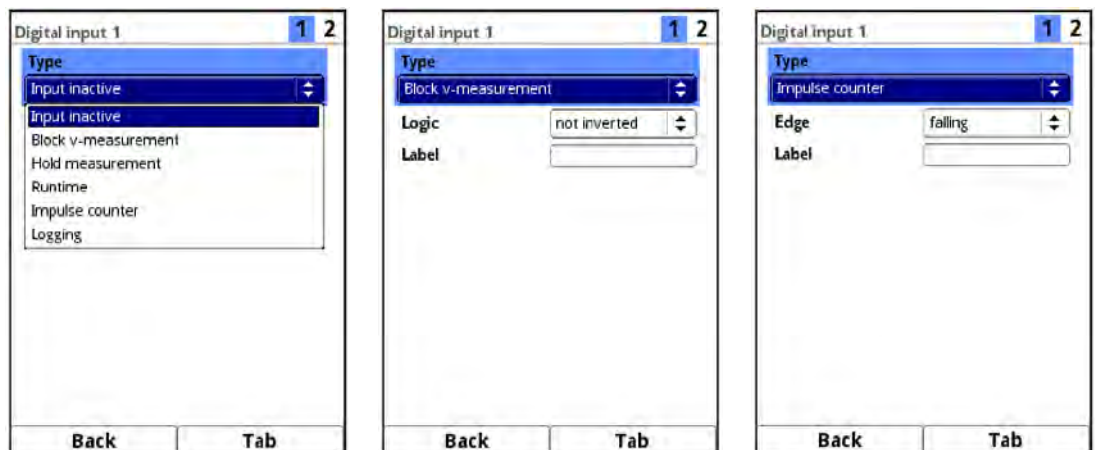 Digital input 1 1 2
Type
Input inactive
Input inactive
Block v-measurement
Hold measurement
Runtime
Impulse counter
Logging
Back Tab
Digital input 1 1 2
Type
Block v-measurement
Logic not inverted
Label
Back Tab
Digital input 1 1 2
Type
Impulse counter
Edge falling
Label
Back Tab